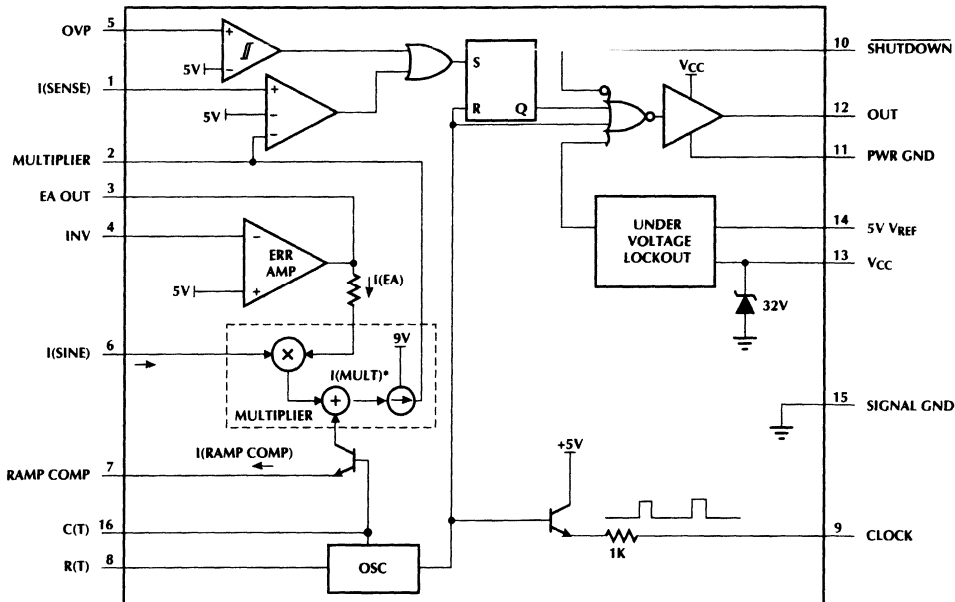 OVP 5
+
5V −
I(SENSE) 1
+
5V −
−
MULTIPLIER 2
EA OUT 3
INV 4
−
ERR
AMP
5V +
I(EA)
I(SINE) 6
×
9V
I(MULT)*
+
MULTIPLIER
I(RAMP COMP)
RAMP COMP 7
C(T) 16
R(T) 8
OSC
S
R Q
10 SHUTDOWN
VCC
12 OUT
11 PWR GND
UNDER
VOLTAGE
LOCKOUT
14 5V VREF
13 VCC
32V
15 SIGNAL GND
+5V
1K
9 CLOCK